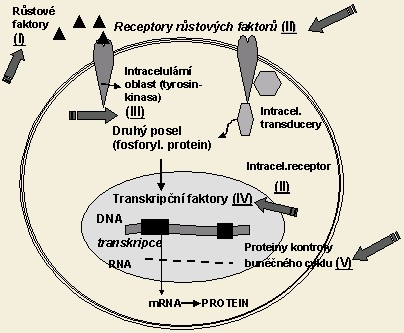 Růstové
faktory
(I)
Receptory růstových faktorů (II)
Intracelulární
oblast (tyrosin-
kinasa)
(III)
Druhý posel
(fosforyl. protein)
Intracel.
transducery
Intracel.receptor
(II)
Transkripční faktory (IV)
DNA
transkripce
RNA
Proteiny kontroly
buněčného cyklu (V)
mRNA PROTEIN